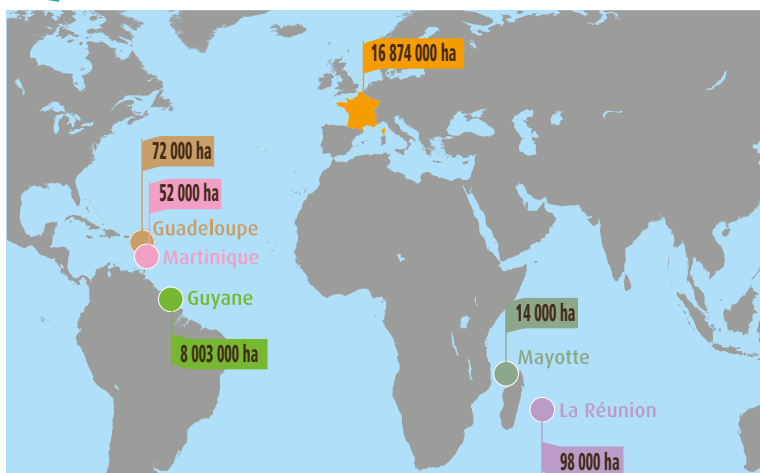 16 874 000 ha
72 000 ha
52 000 ha
Guadeloupe
Martinique
Guyane
8 003 000 ha
14 000 ha
Mayotte
La Réunion
98 000 ha